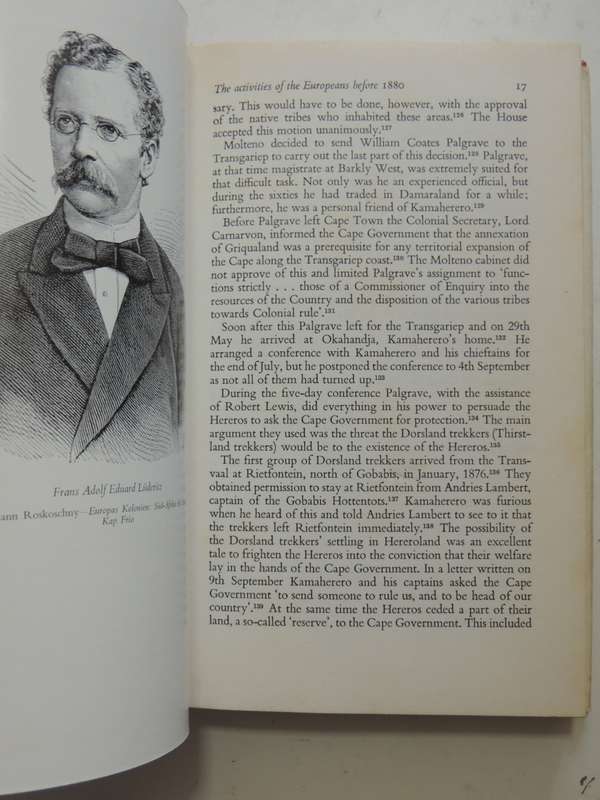 Frans Adolf Eduard Lüderitz
ann Roskoschny—Europas Kolonien:
Kap. Frio
The activities of the Europeans before 1880 17
sary. This would have to be done, however, with the approval
of the native tribes who inhabited these areas.¹²⁶ The House
accepted this motion unanimously.¹²⁷
Molteno decided to send William Coates Palgrave to the
Transgariep to carry out the last part of this decision.¹²⁸ Palgrave,
at that time magistrate at Barkly West, was extremely suited for
that difficult task. Not only was he an experienced official, but
during the sixties he had traded in Damaraland for a while;
furthermore, he was a personal friend of Kamaherero.¹²⁹
Before Palgrave left Cape Town the Colonial Secretary, Lord
Carnarvon, informed the Cape Government that the annexation
of Griqualand was a prerequisite for any territorial expansion of
the Cape along the Transgariep coast.¹³⁰ The Molteno cabinet did
not approve of this and limited Palgrave's assignment to 'func-
tions strictly . . . those of a Commissioner of Enquiry into the
resources of the Country and the disposition of the various tribes
towards Colonial rule'.¹³¹
Soon after this Palgrave left for the Transgariep and on 29th
May he arrived at Okahandja, Kamaherero's home.¹³² He
arranged a conference with Kamaherero and his chieftains for
the end of July, but he postponed the conference to 4th September
as not all of them had turned up.¹³³
During the five-day conference Palgrave, with the assistance
of Robert Lewis, did everything in his power to persuade the
Hereros to ask the Cape Government for protection.¹³⁴ The main
argument they used was the threat the Dorsland trekkers (Thirst-
land trekkers) would be to the existence of the Hereros.¹³⁵
The first group of Dorsland trekkers arrived from the Trans-
vaal at Rietfontein, north of Gobabis, in January, 1876.¹³⁶ They
obtained permission to stay at Rietfontein from Andries Lambert,
captain of the Gobabis Hottentots.¹³⁷ Kamaherero was furious
when he heard of this and told Andries Lambert to see to it that
the trekkers left Rietfontein immediately.¹³⁸ The possibility of
the Dorsland trekkers' settling in Hereroland was an excellent
tale to frighten the Hereros into the conviction that their welfare
lay in the hands of the Cape Government. In a letter written on
9th September Kamaherero and his captains asked the Cape
Government 'to send someone to rule us, and to be head of our
country'.¹³⁹ At the same time the Hereros ceded a part of their
land, a so-called 'reserve', to the Cape Government. This included